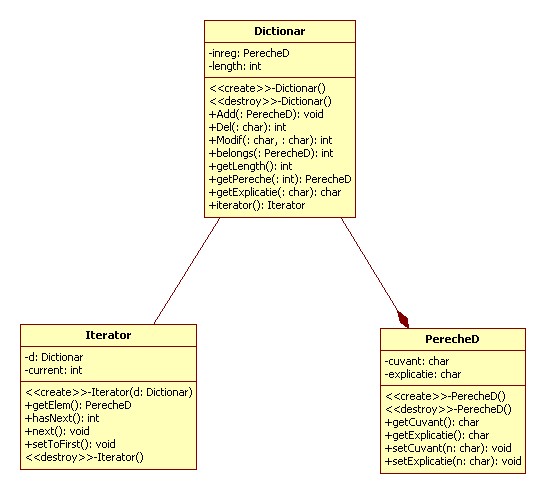 Dictionar
-inreg: PerecheD
-length: int
<<create>>-Dictionar()
<<destroy>>-Dictionar()
+Add(: PerecheD): void
+Del(: char): int
+Modif(: char, : char): int
+belongs(: PerecheD): int
+getLength(): int
+getPereche(: int): PerecheD
+getExplicatie(: char): char
+iterator(): Iterator
Iterator
-d: Dictionar
-current: int
<<create>>-Iterator(d: Dictionar)
+getElem(): PerecheD
+hasNext(): int
+next(): void
+setToFirst(): void
<<destroy>>-Iterator()
PerecheD
-cuvant: char
-explicatie: char
<<create>>-PerecheD()
<<destroy>>-PerecheD()
+getCuvant(): char
+getExplicatie(): char
+setCuvant(n: char): void
+setExplicatie(n: char): void